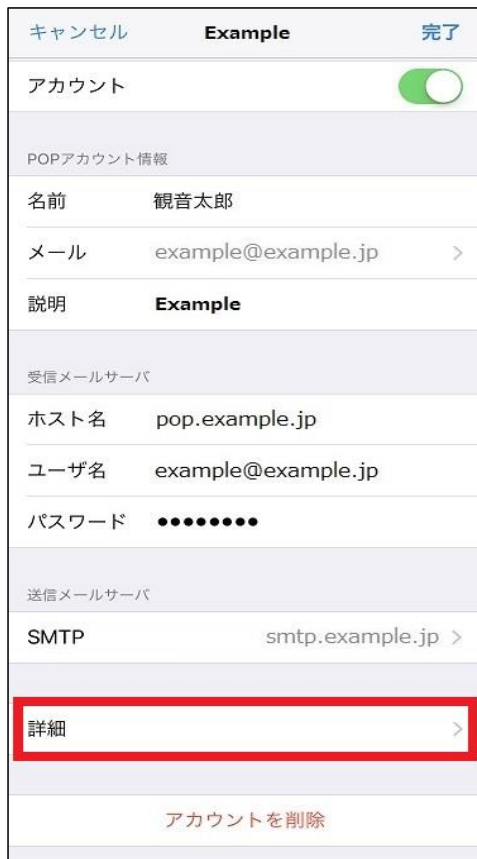 キャンセル Example 完了
アカウント
POPアカウント情報
名前 観音太郎
メール example@example.jp >
説明 Example
受信メールサーバ
ホスト名 pop.example.jp
ユーザ名 example@example.jp
パスワード ●●●●●●●●
送信メールサーバ
SMTP smtp.example.jp >
詳細 >
アカウントを削除